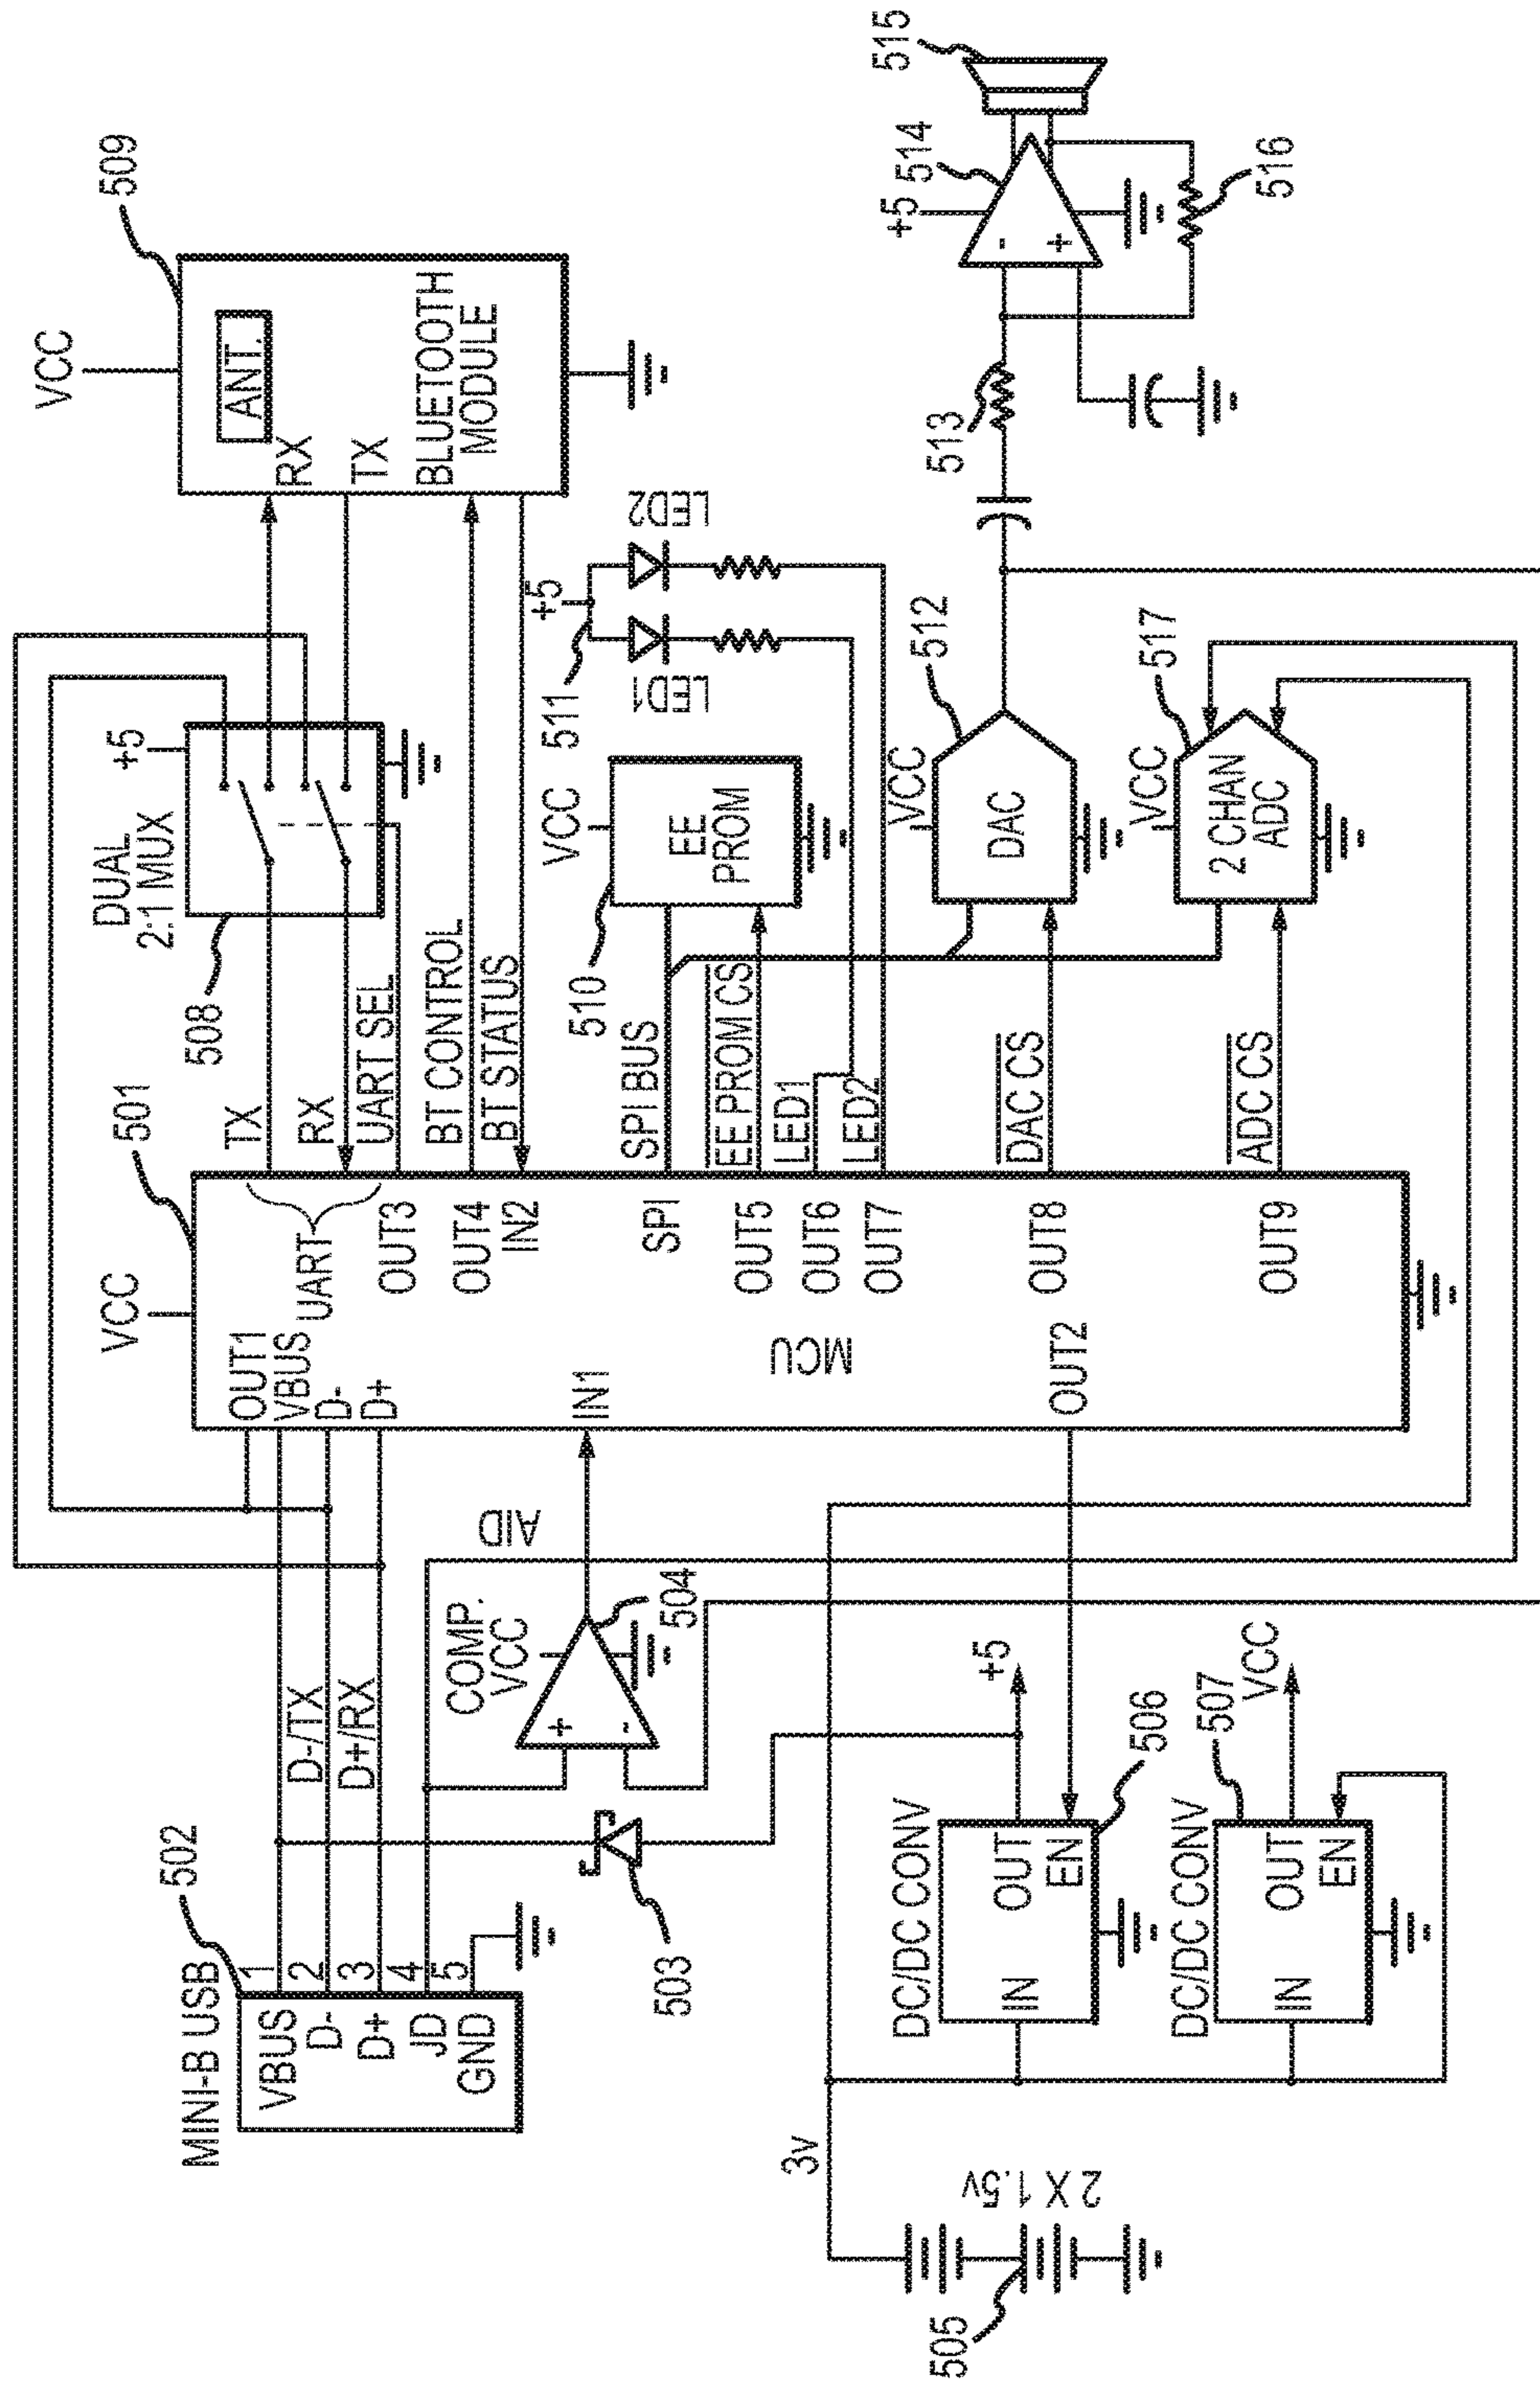 MINI-B USB
502
VBUS
D-
D+
JD
GND
1
2
3
4
5
D-/TX
D+/RX
503
COMP.
VCC
+
-
504
AID
3v
2 X 1.5v
505
DC/DC CONV
IN
OUT
EN
506
+5
DC/DC CONV
IN
OUT
EN
507
VCC
VCC
501
OUT1
VBUS
D-
D+
IN1
OUT2
MCU
UART
OUT3
OUT4
IN2
SPI
OUT5
OUT6
OUT7
OUT8
OUT9
TX
RX
UART SEL
BT CONTROL
BT STATUS
SPI BUS
EE PROM CS
LED1
LED2
DAC CS
ADC CS
DUAL
2:1 MUX
+5
508
VCC
509
ANT.
RX
TX
BLUETOOTH
MODULE
VCC
EE
PROM
510
+5
511
LED1
LED2
VCC
DAC
512
VCC
2 CHAN
ADC
517
513
+5
-
+
514
515
516